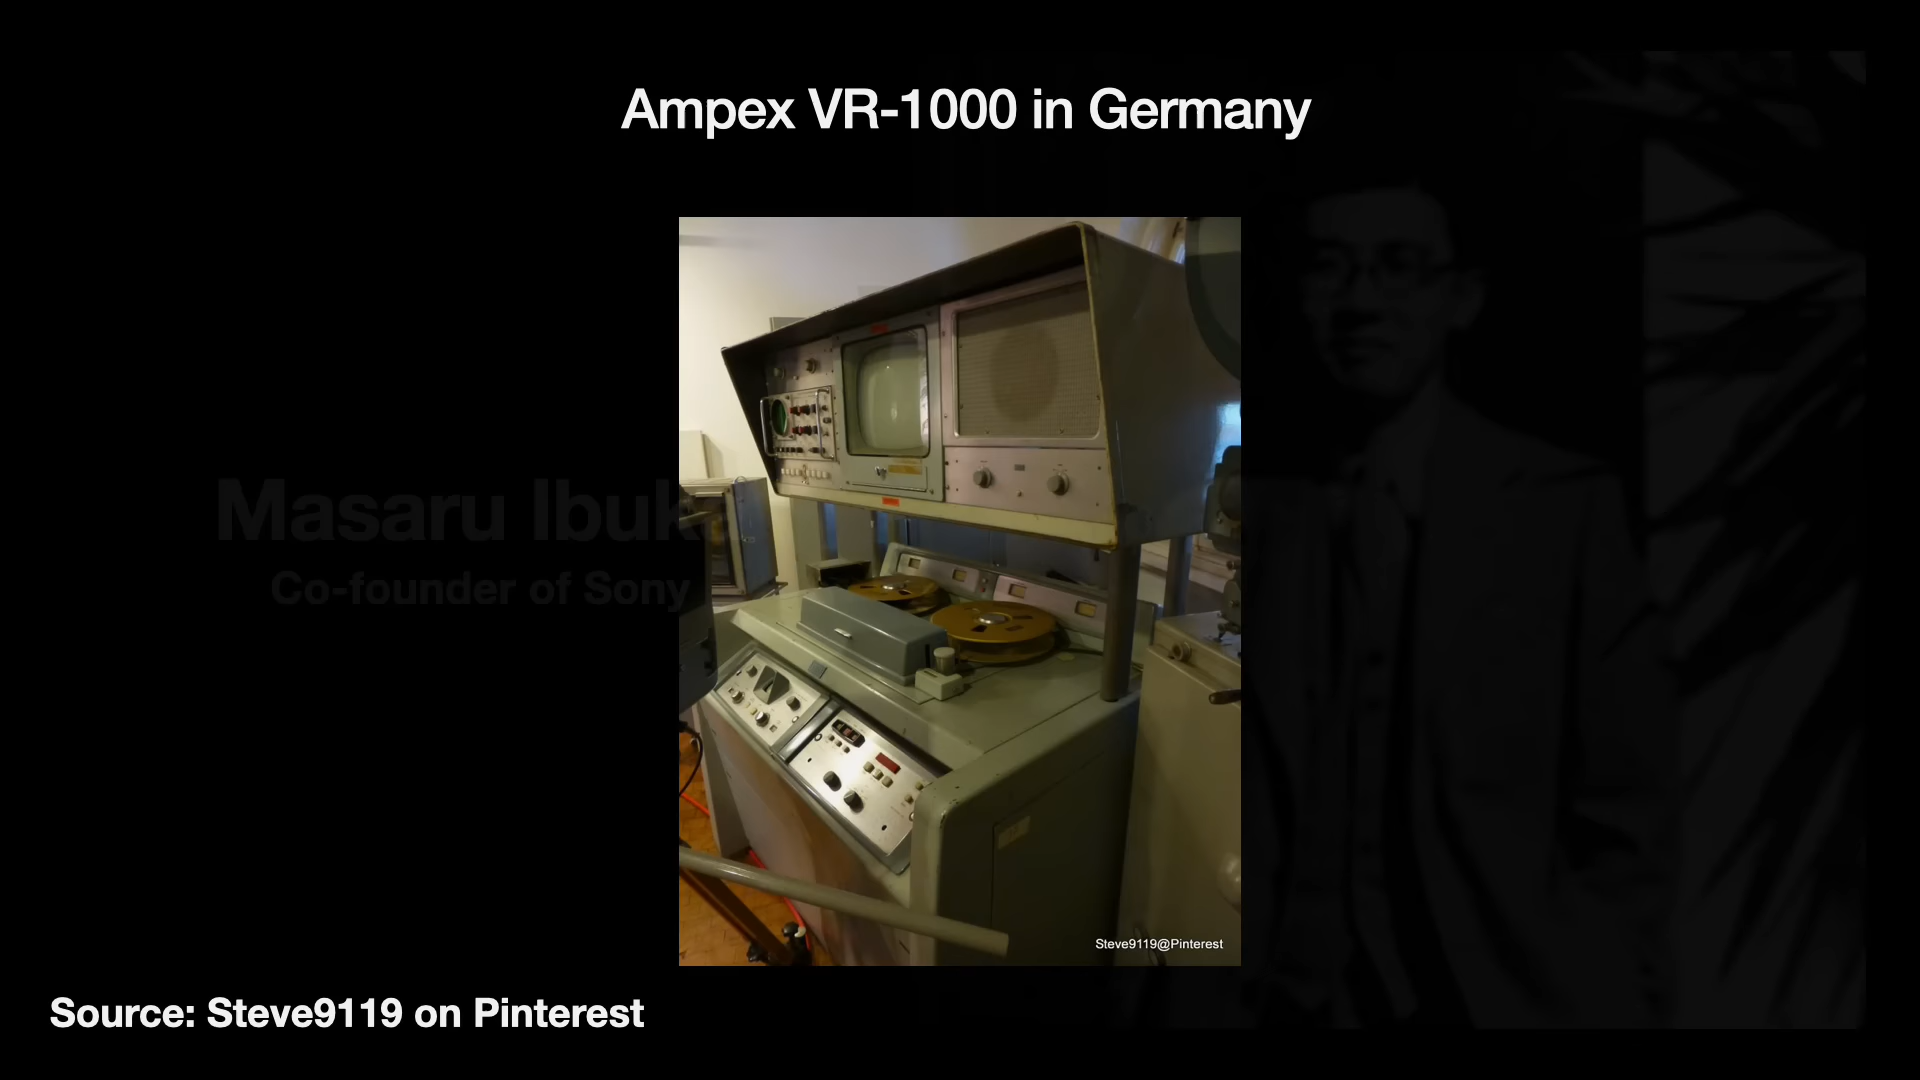 Ampex VR-1000 in Germany
Masaru Ibuk
Co-founder of Sony
Steve9119@Pinterest
Source: Steve9119 on Pinterest